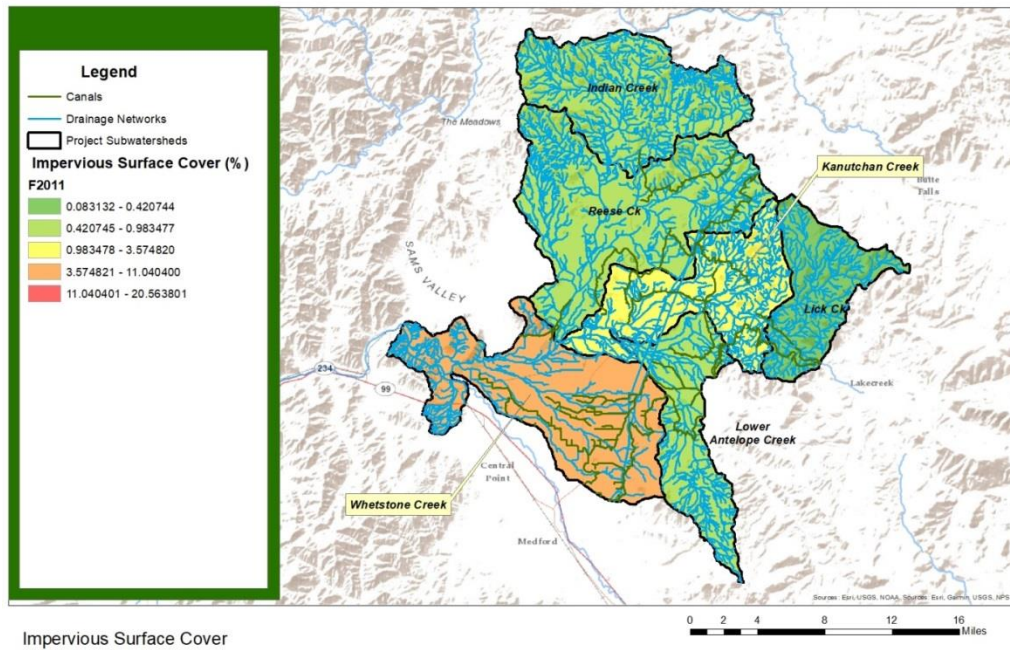 Legend
Canals
Drainage Networks
Project Subwatersheds
Impervious Surface Cover (%)
F2011
0.083132 - 0.420744
0.420745 - 0.983477
0.983478 - 3.574820
3.574821 - 11.040400
11.040401 - 20.563801
Indian Creek
The Meadows
Kanutchan Creek
Butte
Falls
Reese Ck
SAMS VALLEY
Lick Ck
234
99
Lakecreek
Lower
Antelope Creek
Central
Point
Whetstone Creek
Medford
Sources: Esri, USGS, NOAA, Sources: Esri, Garmin, USGS, NPS
Impervious Surface Cover
0 2 4 8 12 16
Miles